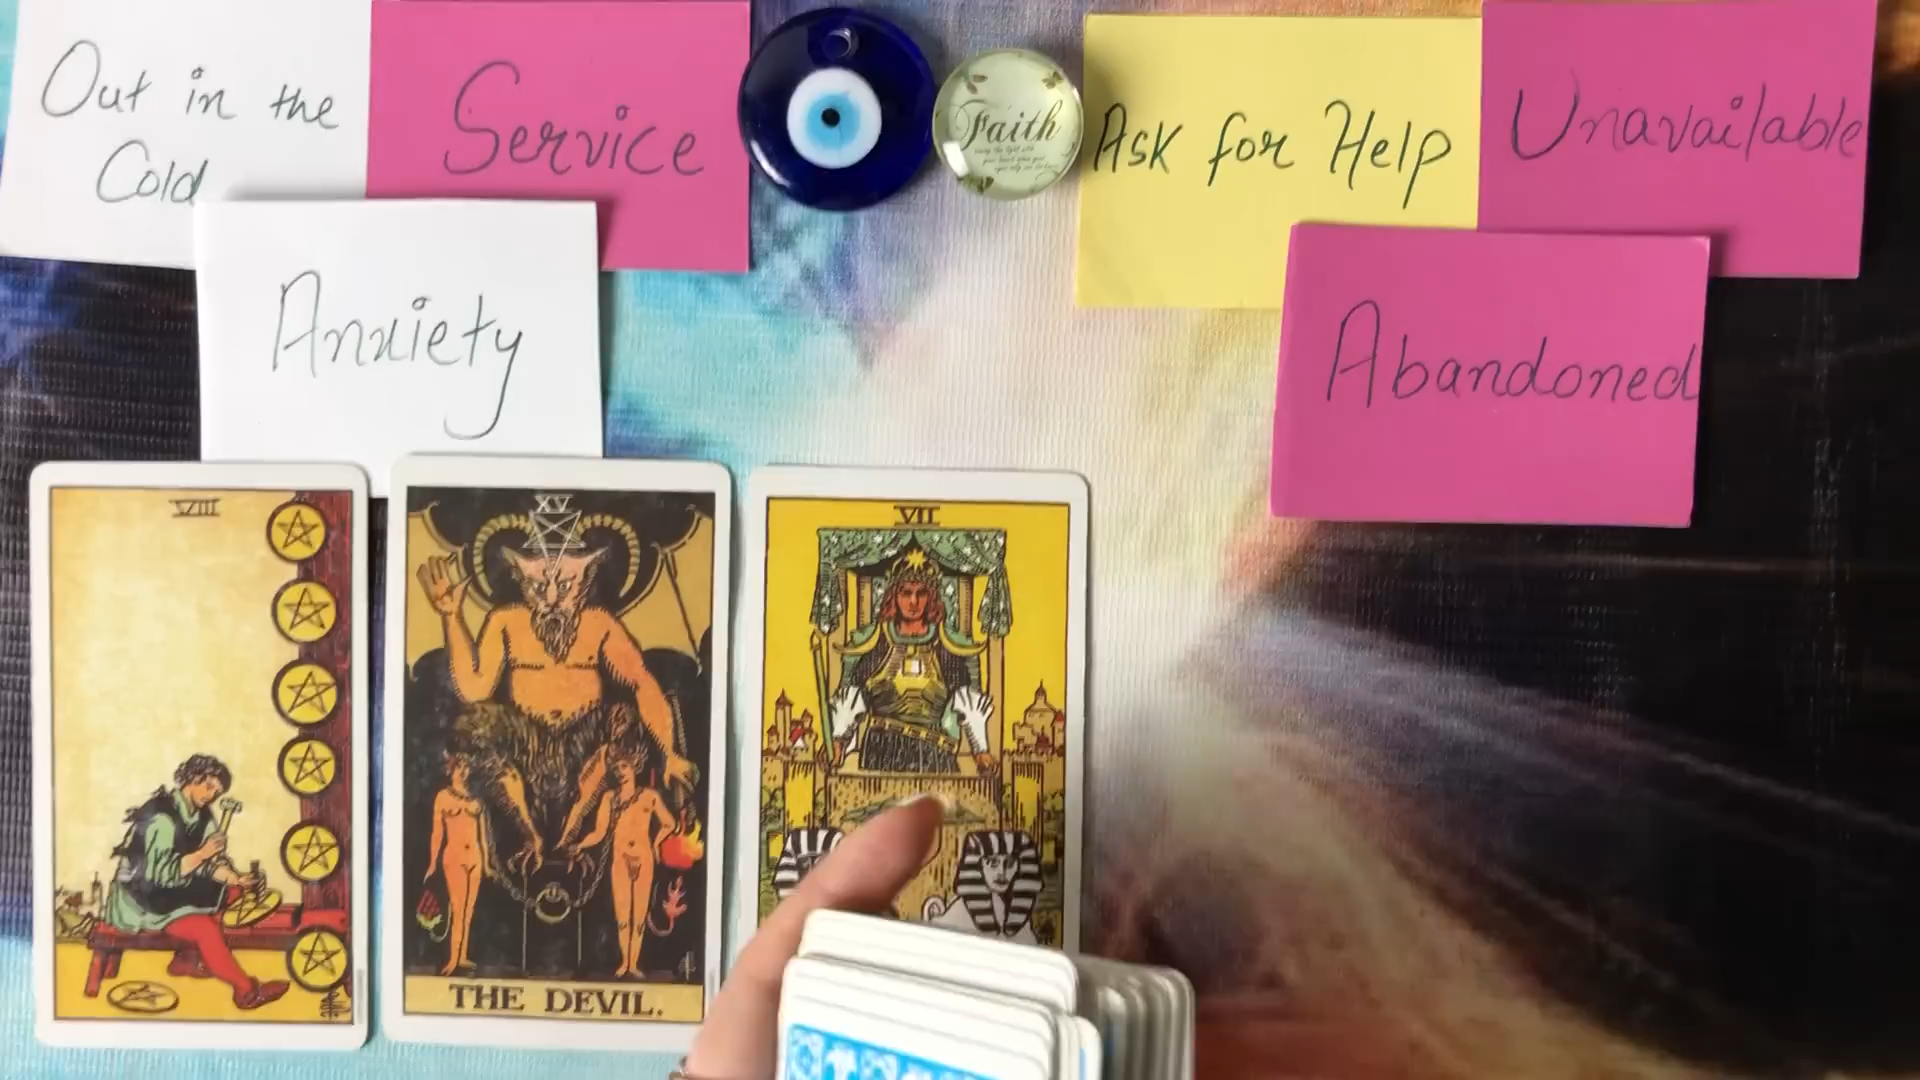 Out in the
Cold
Service
Faith
Ask for Help
Unavailable
Anxiety
Abandoned
VIII
XV
VII
THE DEVIL.